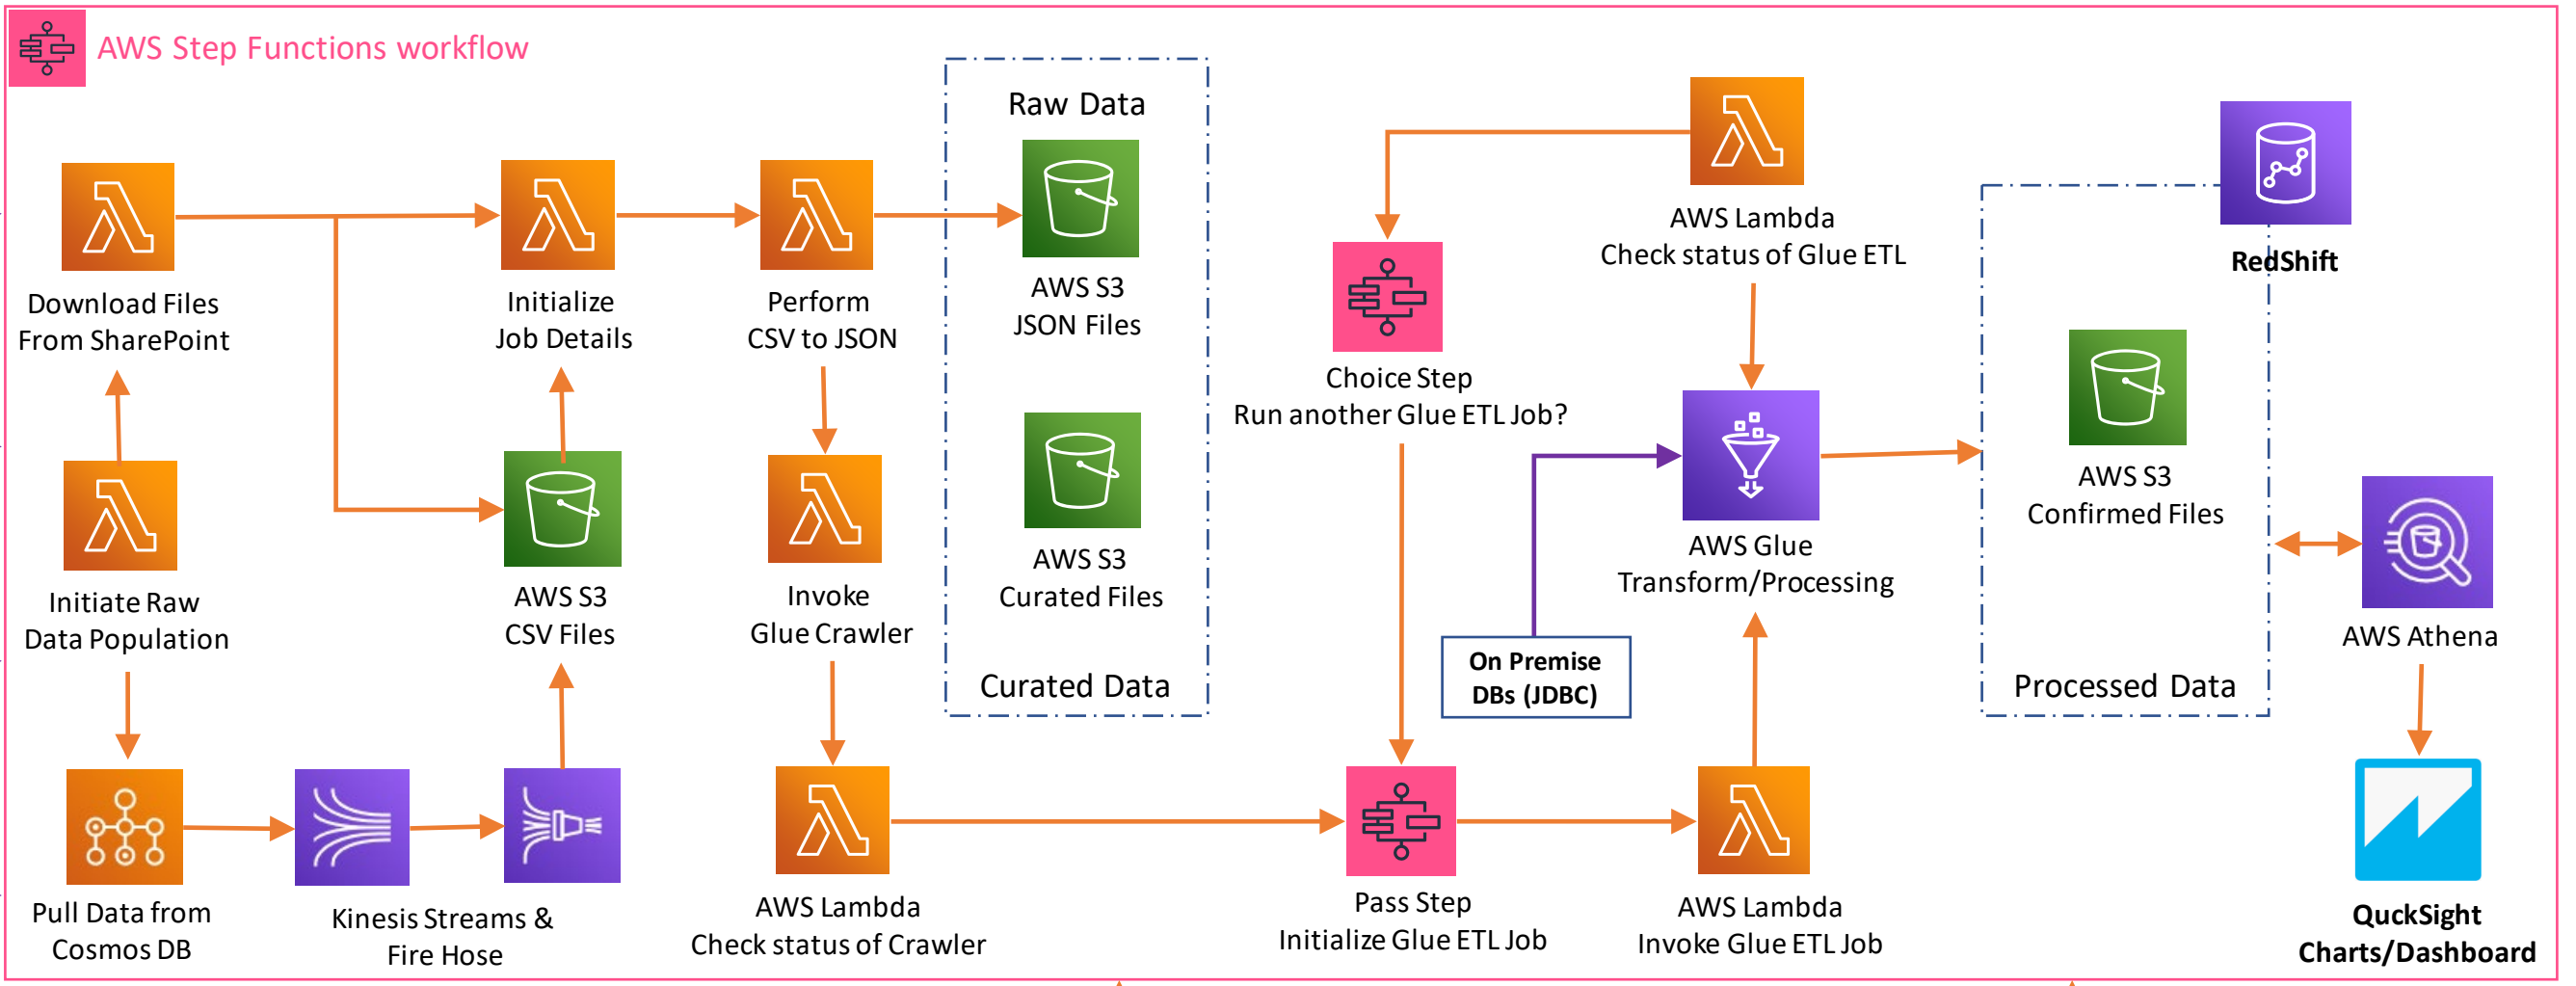 AWS Step Functions workflow
Download Files
From SharePoint
Initiate Raw
Data Population
Pull Data from
Cosmos DB
Kinesis Streams &
Fire Hose
Initialize
Job Details
AWS S3
CSV Files
Perform
CSV to JSON
Invoke
Glue Crawler
AWS Lambda
Check status of Crawler
Raw Data
AWS S3
JSON Files
AWS S3
Curated Files
Curated Data
Choice Step
Run another Glue ETL Job?
Pass Step
Initialize Glue ETL Job
On Premise
DBs (JDBC)
AWS Lambda
Check status of Glue ETL
AWS Glue
Transform/Processing
AWS Lambda
Invoke Glue ETL Job
RedShift
AWS S3
Confirmed Files
Processed Data
AWS Athena
QuckSight
Charts/Dashboard